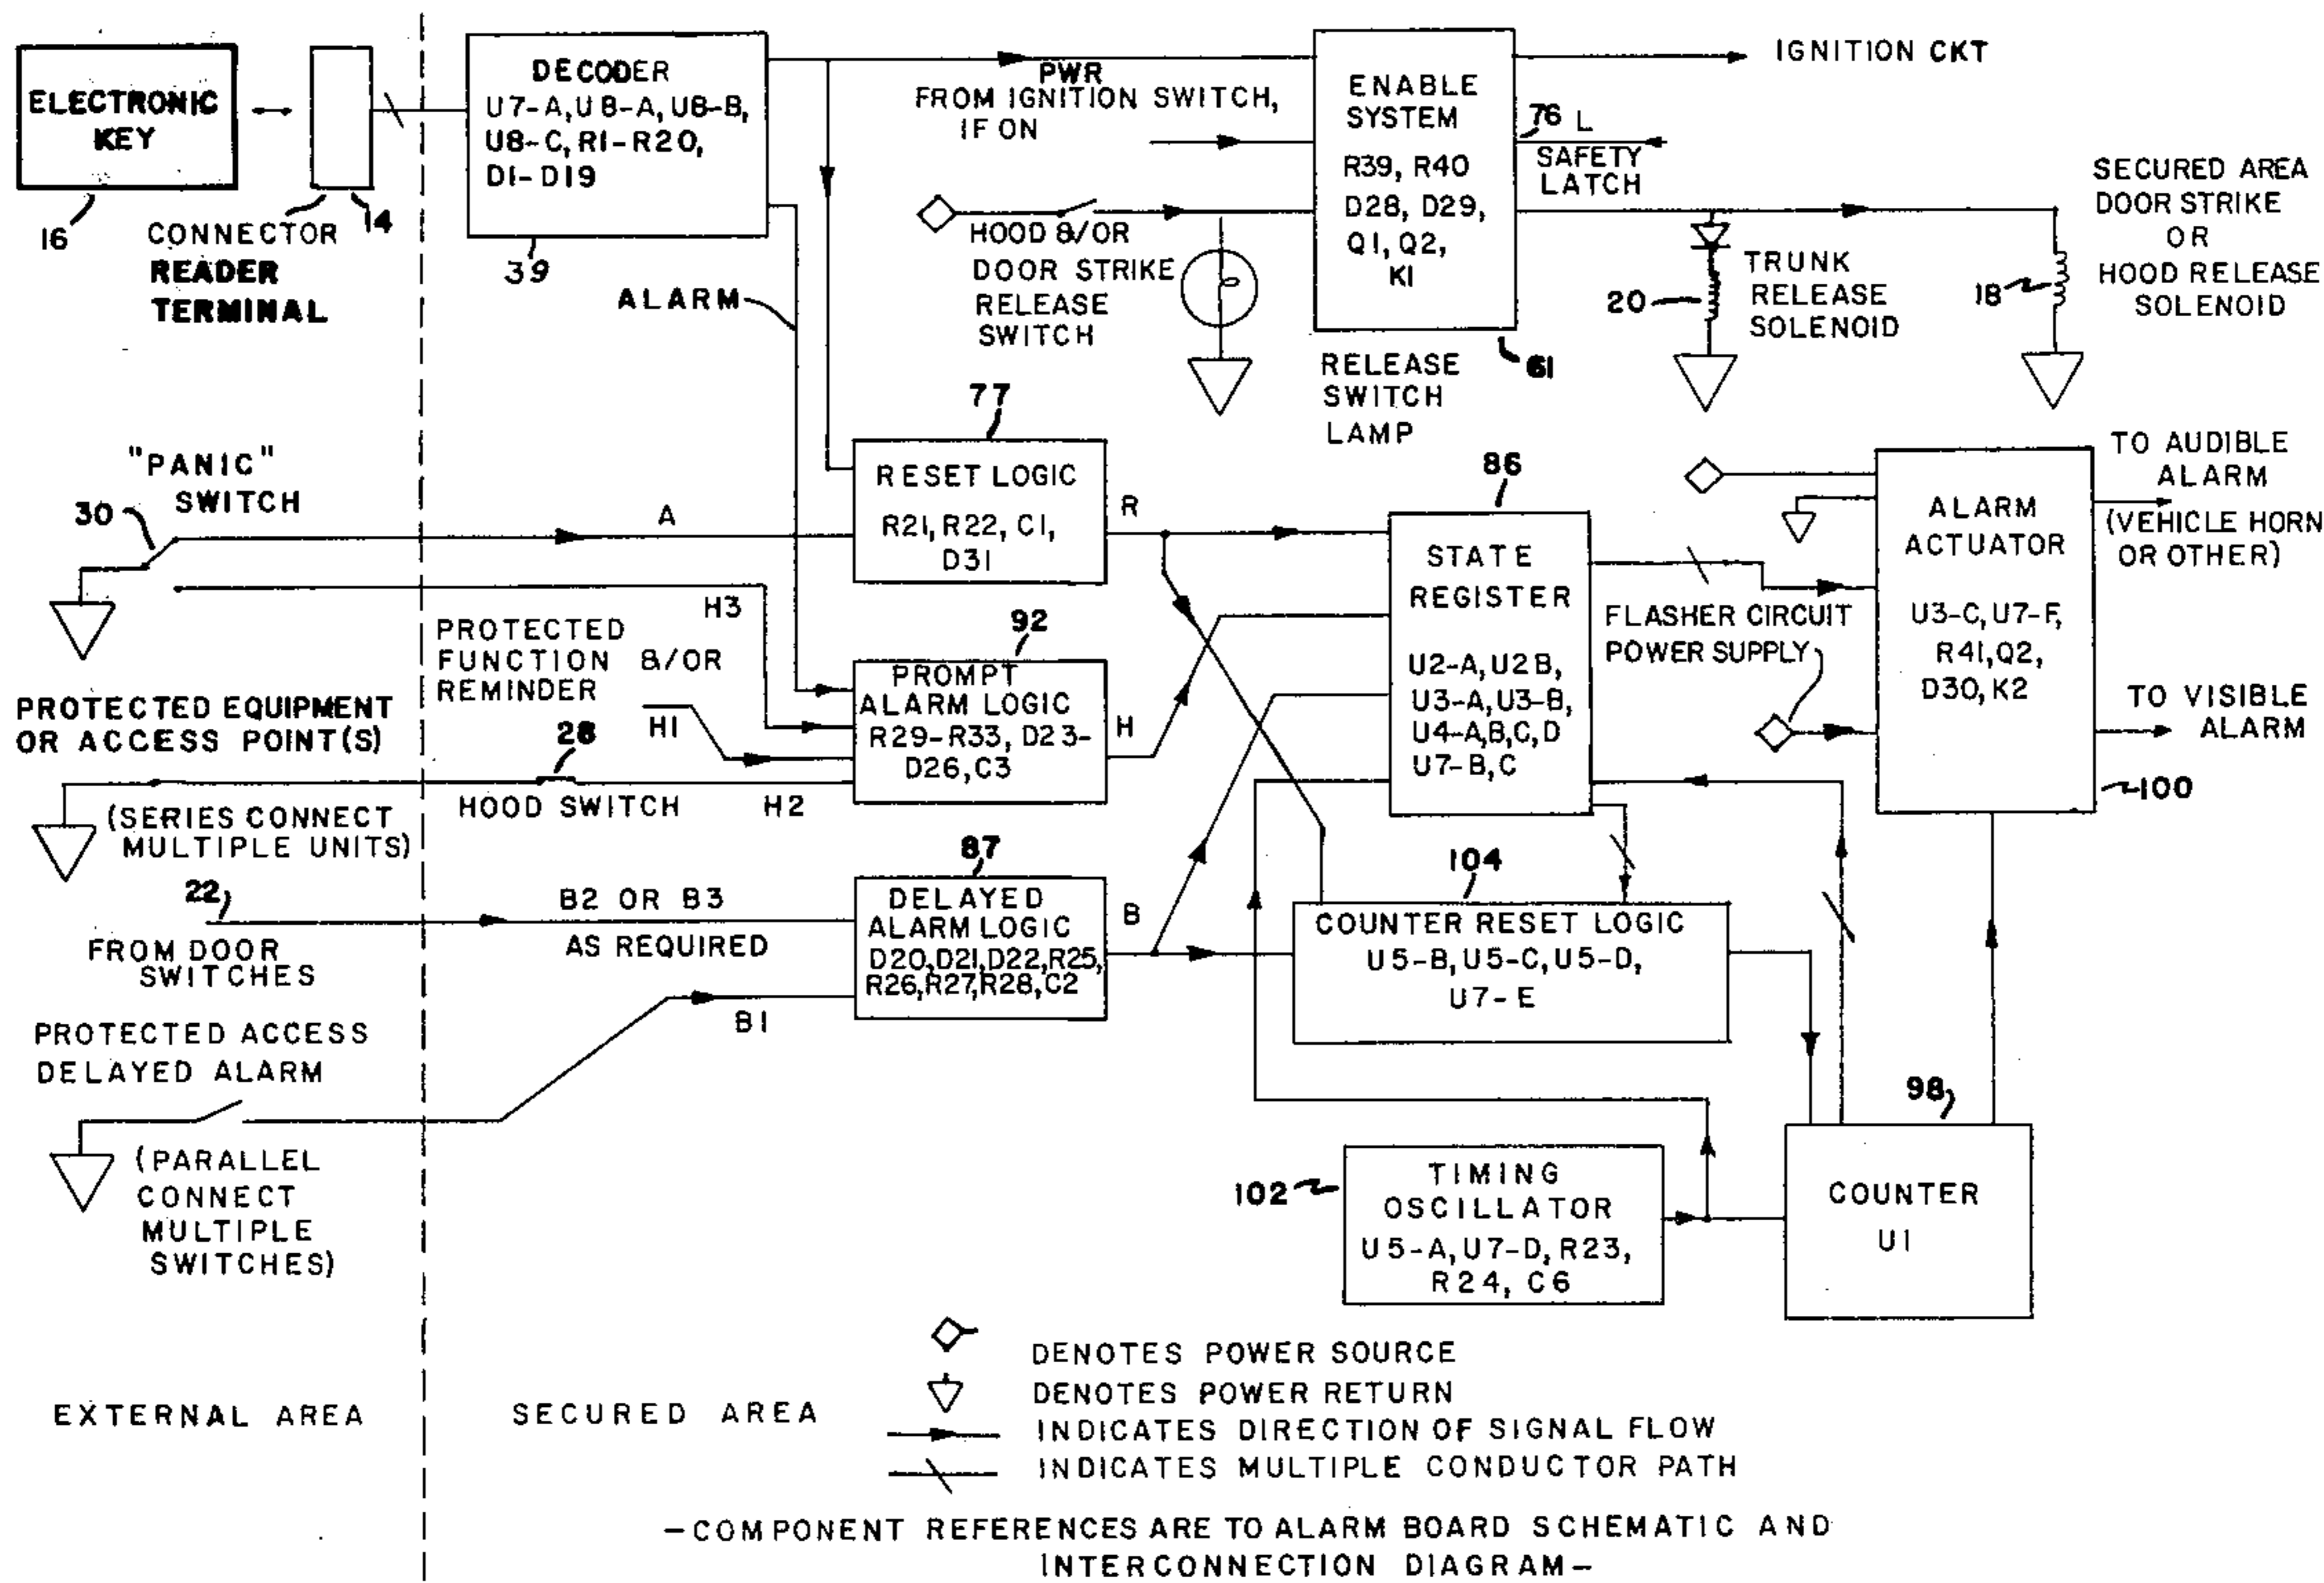 ELECTRONIC
KEY
16
CONNECTOR
READER
TERMINAL
14
DECODER
U7-A, U8-A, U8-B,
U8-C, R1-R20,
D1-D19
39
ALARM
PWR
FROM IGNITION SWITCH,
IF ON
HOOD &/OR
DOOR STRIKE
RELEASE
SWITCH
ENABLE
SYSTEM
R39, R40
D28, D29,
Q1, Q2,
K1
61
RELEASE
SWITCH
LAMP
IGNITION CKT
76 L
SAFETY
LATCH
20
TRUNK
RELEASE
SOLENOID
18
SECURED AREA
DOOR STRIKE
OR
HOOD RELEASE
SOLENOID
"PANIC"
SWITCH
30
A
H3
77
RESET LOGIC
R21, R22, C1,
D31
R
PROTECTED
FUNCTION &/OR
REMINDER
H1
92
PROMPT
ALARM LOGIC
R29-R33, D23-
D26, C3
H
PROTECTED EQUIPMENT
OR ACCESS POINT(S)
28
HOOD SWITCH
H2
(SERIES CONNECT
MULTIPLE UNITS)
86
STATE
REGISTER
U2-A, U2B,
U3-A, U3-B,
U4-A,B,C,D
U7-B,C
FLASHER CIRCUIT
POWER SUPPLY
ALARM
ACTUATOR
U3-C, U7-F,
R41, Q2,
D30, K2
100
TO AUDIBLE
ALARM
(VEHICLE HORN
OR OTHER)
TO VISIBLE
ALARM
22
FROM DOOR
SWITCHES
B2 OR B3
AS REQUIRED
87
DELAYED
ALARM LOGIC
D20, D21, D22, R25,
R26, R27, R28, C2
B
104
COUNTER RESET LOGIC
U5-B, U5-C, U5-D,
U7-E
PROTECTED ACCESS
DELAYED ALARM
B1
(PARALLEL
CONNECT
MULTIPLE
SWITCHES)
102
TIMING
OSCILLATOR
U5-A, U7-D, R23,
R24, C6
98
COUNTER
U1
DENOTES POWER SOURCE
DENOTES POWER RETURN
INDICATES DIRECTION OF SIGNAL FLOW
INDICATES MULTIPLE CONDUCTOR PATH
EXTERNAL AREA
SECURED AREA
-COMPONENT REFERENCES ARE TO ALARM BOARD SCHEMATIC AND
INTERCONNECTION DIAGRAM-